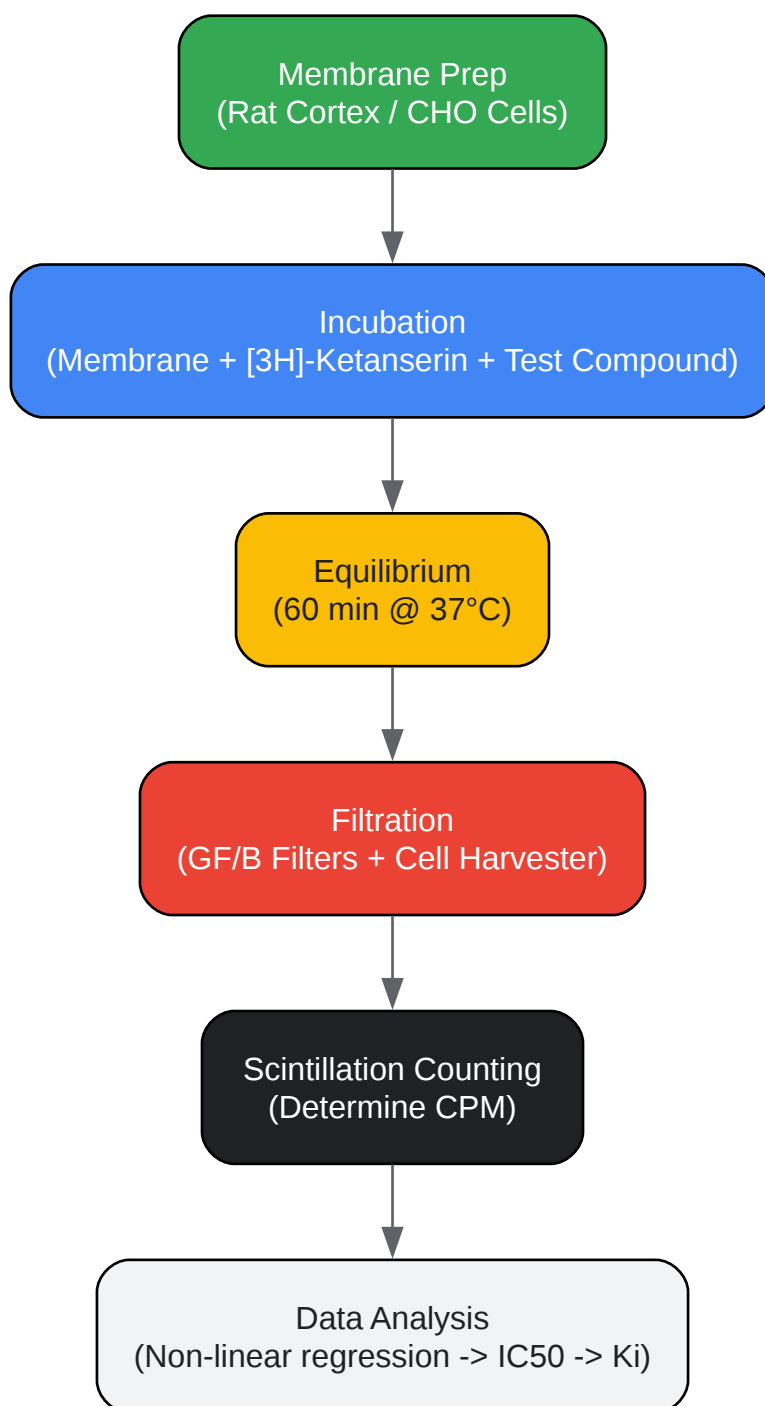 Membrane Prep
(Rat Cortex / CHO Cells)
Incubation
(Membrane + [3H]-Ketanserin + Test Compound)
Equilibrium
(60 min @ 37°C)
Filtration
(GF/B Filters + Cell Harvester)
Scintillation Counting
(Determine CPM)
Data Analysis
(Non-linear regression -> IC50 -> Ki)